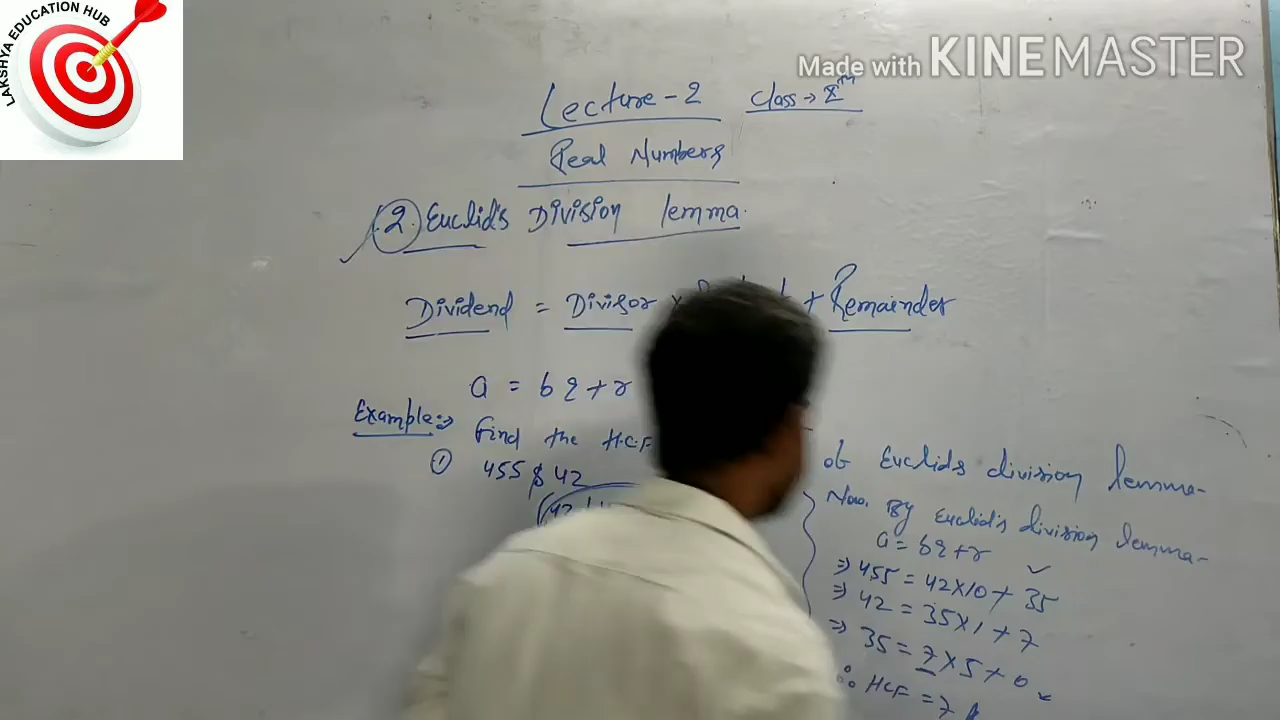 LAKSHYA EDUCATION HUB
Made with KINEMASTER
Lecture-2 Class → Xth
Real Numbers
2. Euclid's Division lemma.
Dividend = Divisor × + Remainder
a = bq+r
Example:⇒ Find the H.C.F of Euclid's division lemma-
① 455 & 42
(42
Now. By Euclid's division lemma-
a = bq+r
⇒ 455 = 42×10+35
⇒ 42 = 35×1+7
⇒ 35 = 7×5+0
∴ HCF = 7